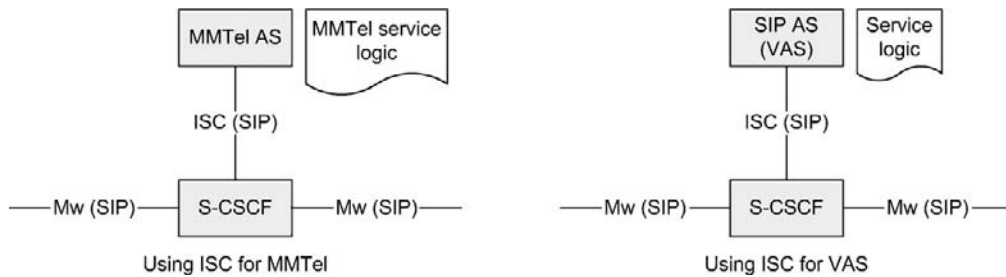 MMTel AS
MMTel service
logic
ISC (SIP)
Mw (SIP)
S-CSCF
Mw (SIP)
Using ISC for MMTel
SIP AS
(VAS)
Service
logic
ISC (SIP)
Mw (SIP)
S-CSCF
Mw (SIP)
Using ISC for VAS